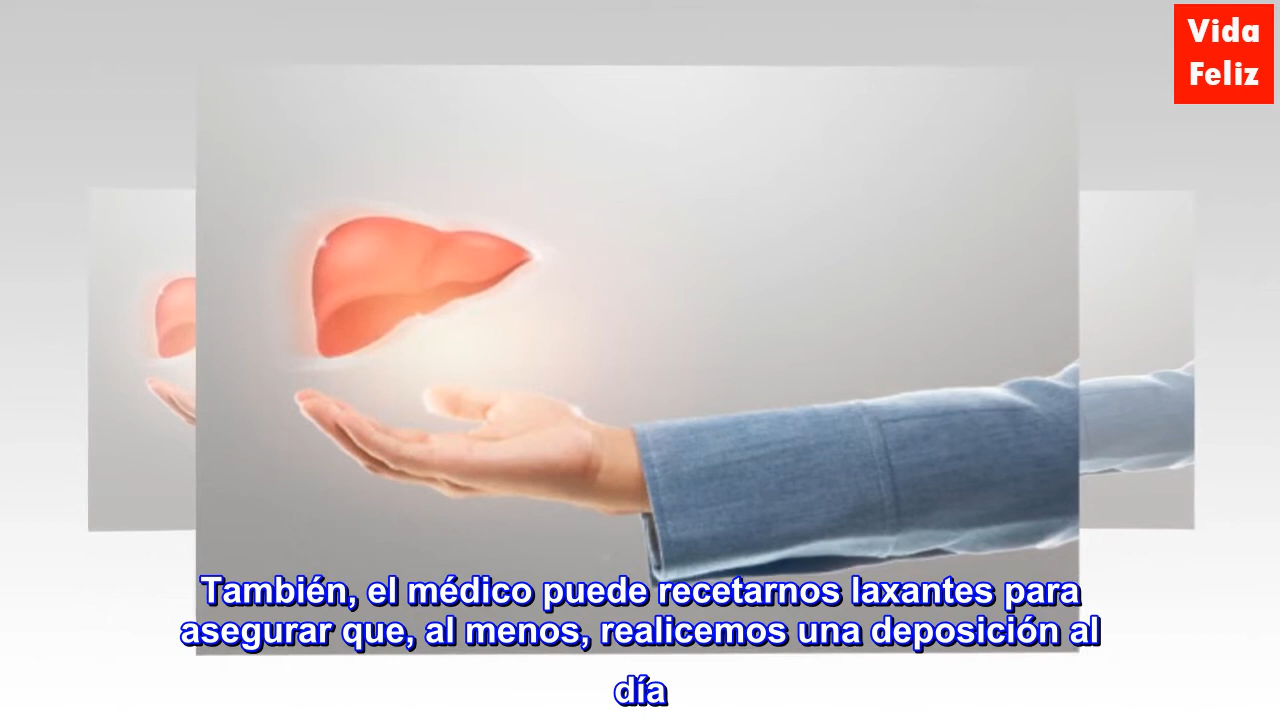 Vida
Feliz
También, el médico puede recetarnos laxantes para
asegurar que, al menos, realicemos una deposición al
día